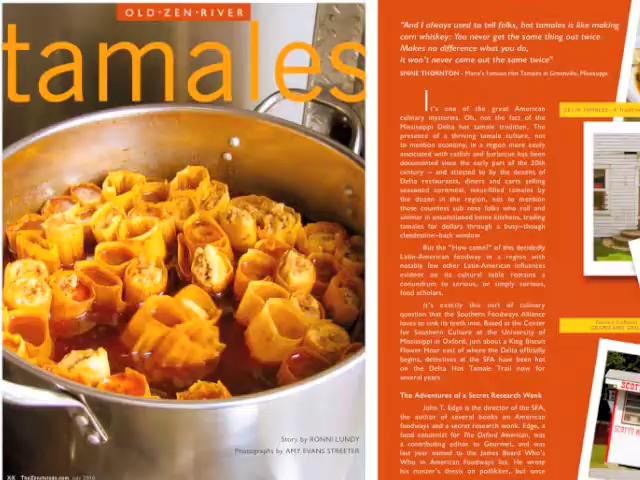 OLD·ZEN·RIVER
tamales
Story by RONNI LUNDY
Photographs by AMY EVANS STREETER
"And I always used to tell folks, hot tamales is like making
corn whiskey: You never get the same thing out twice.
Makes no difference what you do,
it won't never come out the same twice"
THORNTON - Maria's famous Hot Tamales in Greenville, Mississippi
It's one of the great American
culinary mysteries. Oh, not the fact of the
Mississippi Delta hot tamale tradition. The
presence of a thriving tamale culture, not
to mention economy, in a region more easily
associated with catfish and barbecue has been
documented since the early part of the 20th
century — and attested to by the dozens of
Delta restaurants, diners and carts selling
seasoned cornmeal, meat-filled tamales by
the dozen in the region, not to mention
those countless sub rosa folks who roll and
simmer in unsanctioned home kitchens, trading
tamales for dollars through a busy—though
clandestine—back window.
But the "How come?" of this decidedly
Latin-American foodway in a region with
notably few other Latin-American influences
evident on its cultural table remains a
conundrum to serious, or simply serious,
food scholars.
It's exactly this sort of culinary
question that the Southern Foodways Alliance
loves to sink its teeth into. Based at the Center
for Southern Culture at the University of
Mississippi in Oxford, just about a King Biscuit
Flower Hour east of where the Delta officially
begins, detectives at the SFA have been hot
on the Delta Hot Tamale Trail now for
several years
The Adventures of a Secret Research Wonk
John T. Edge is the director of the SFA,
the author of several books on American
foodways and a secret research wonk. Edge, a
food columnist for The Oxford American, was
a contributing editor to Gourmet, and was
last year named to the James Beard Who's
Who in American Foodways list. He wrote
his master's thesis on potlikker, but once
SCOTT'S